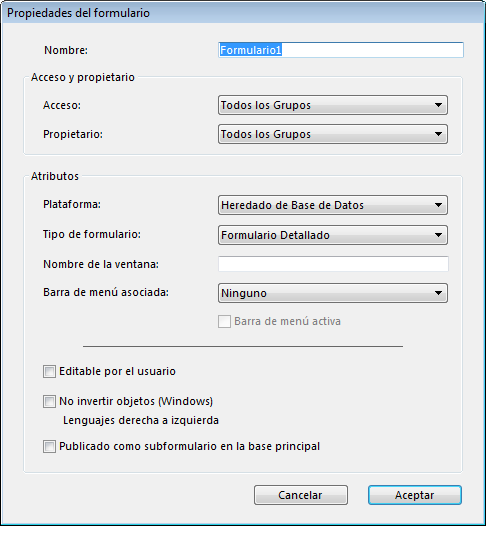 Propiedades del formulario
Nombre: Formulario1
Acceso y propietario
Acceso: Todos los Grupos
Propietario: Todos los Grupos
Atributos
Plataforma: Heredado de Base de Datos
Tipo de formulario: Formulario Detallado
Nombre de la ventana:
Barra de menú asociada: Ninguno
Barra de menú activa
Editable por el usuario
No invertir objetos (Windows)
Lenguajes derecha a izquierda
Publicado como subformulario en la base principal
Cancelar Aceptar